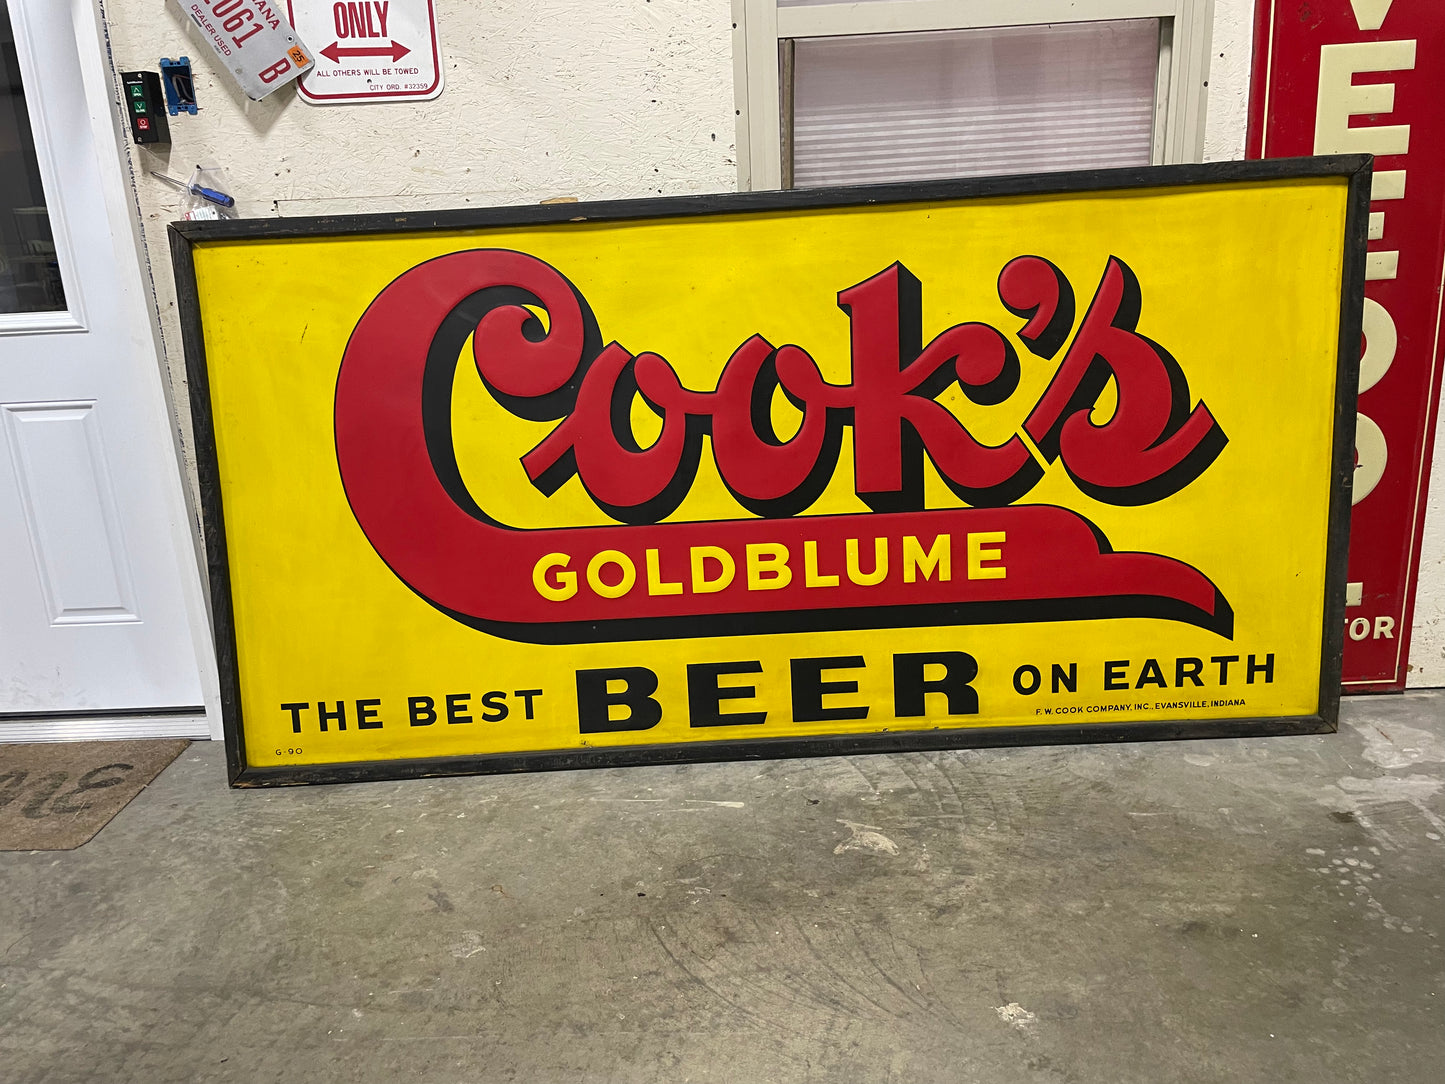 ONLY
ALL OTHERS WILL BE TOWED
CITY ORD. #32359
DEALER USED
B
25
Cook's
GOLDBLUME
THE BEST BEER ON EARTH
F. W. COOK COMPANY, INC., EVANSVILLE, INDIANA
G-90